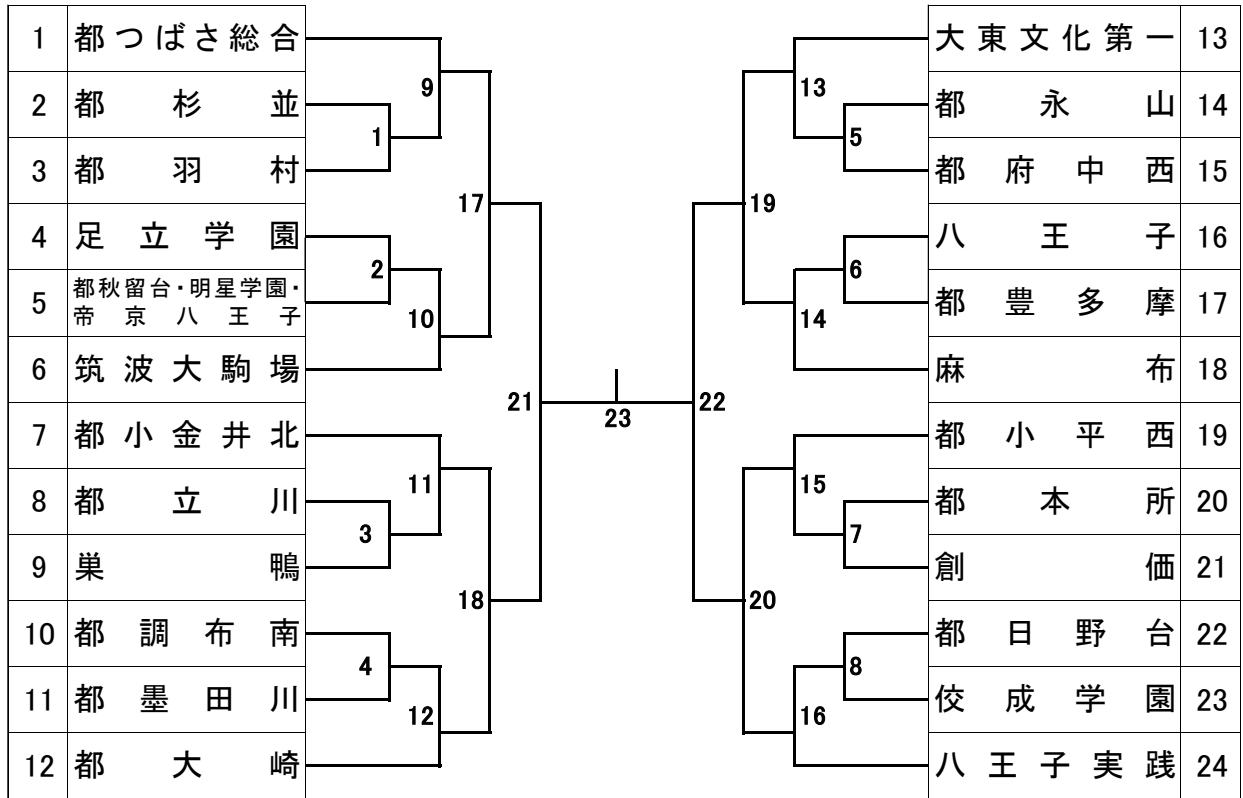 1 都つばさ総合
2 都杉並
3 都羽村
4 足立学園
5 都秋留台・明星学園・
帝京八王子
6 筑波大駒場
7 都小金井北
8 都立川
9 巣鴨
10 都調布南
11 都墨田川
12 都大崎
9
1
17
2
10
21
11
3
18
4
12
23
13
5
19
6
14
22
15
7
20
8
16
大東文化第一 13
都永山 14
都府中西 15
八王子 16
都豊多摩 17
麻布 18
都小平西 19
都本所 20
創価 21
都日野台 22
佼成学園 23
八王子実践 24